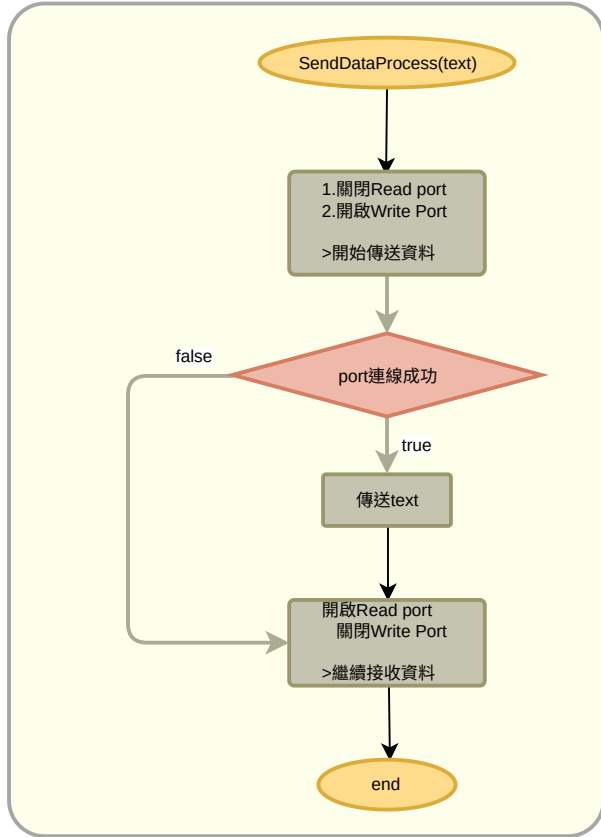 SendDataProcess(text)
1.關閉Read port
2.開啟Write Port
>開始傳送資料
false
port連線成功
true
傳送text
開啟Read port
關閉Write Port
>繼續接收資料
end